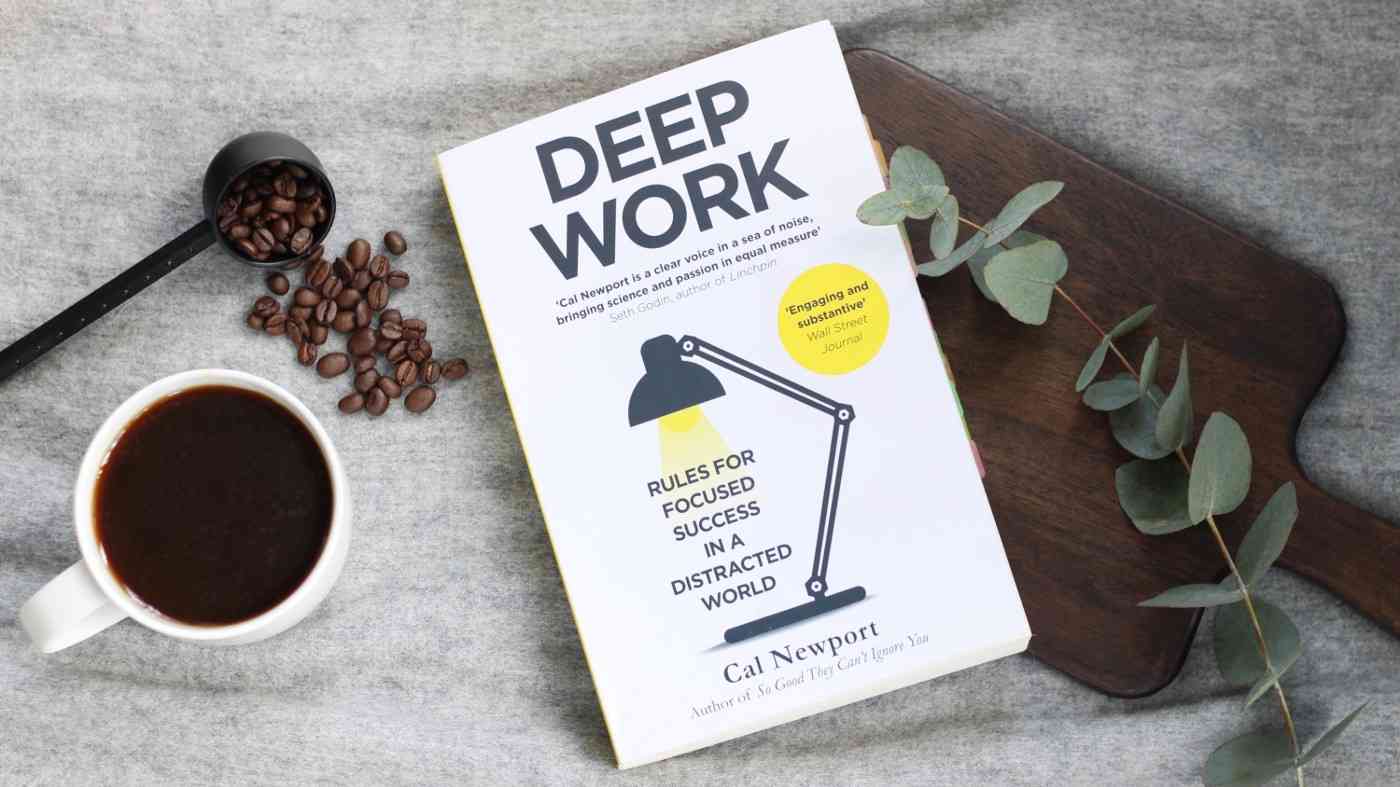 DEEP
WORK
‘Cal Newport is a clear voice in a sea of noise,
bringing science and passion in equal measure’
Seth Godin, author of Linchpin
‘Engaging and
substantive’
Wall Street
Journal
RULES FOR
FOCUSED
SUCCESS
IN A
DISTRACTED
WORLD
Cal Newport
Author of So Good They Can't Ignore You